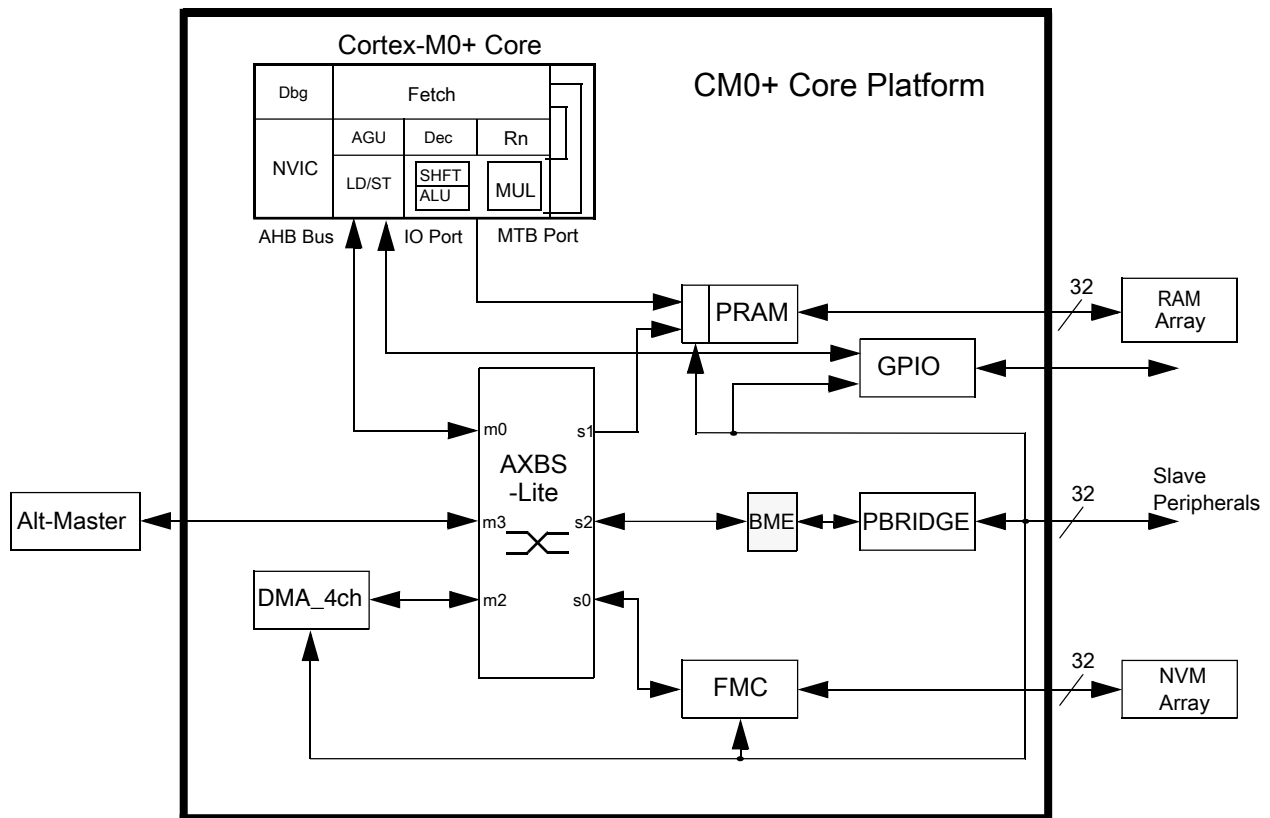 Cortex-M0+ Core
CM0+ Core Platform
Dbg
Fetch
AGU
Dec
Rn
NVIC
LD/ST
SHFT
ALU
MUL
AHB Bus
IO Port
MTB Port
PRAM
32
RAM
Array
GPIO
m0
s1
AXBS
-Lite
Alt-Master
m3
s2
BME
PBRIDGE
32
Slave
Peripherals
DMA_4ch
m2
s0
FMC
32
NVM
Array